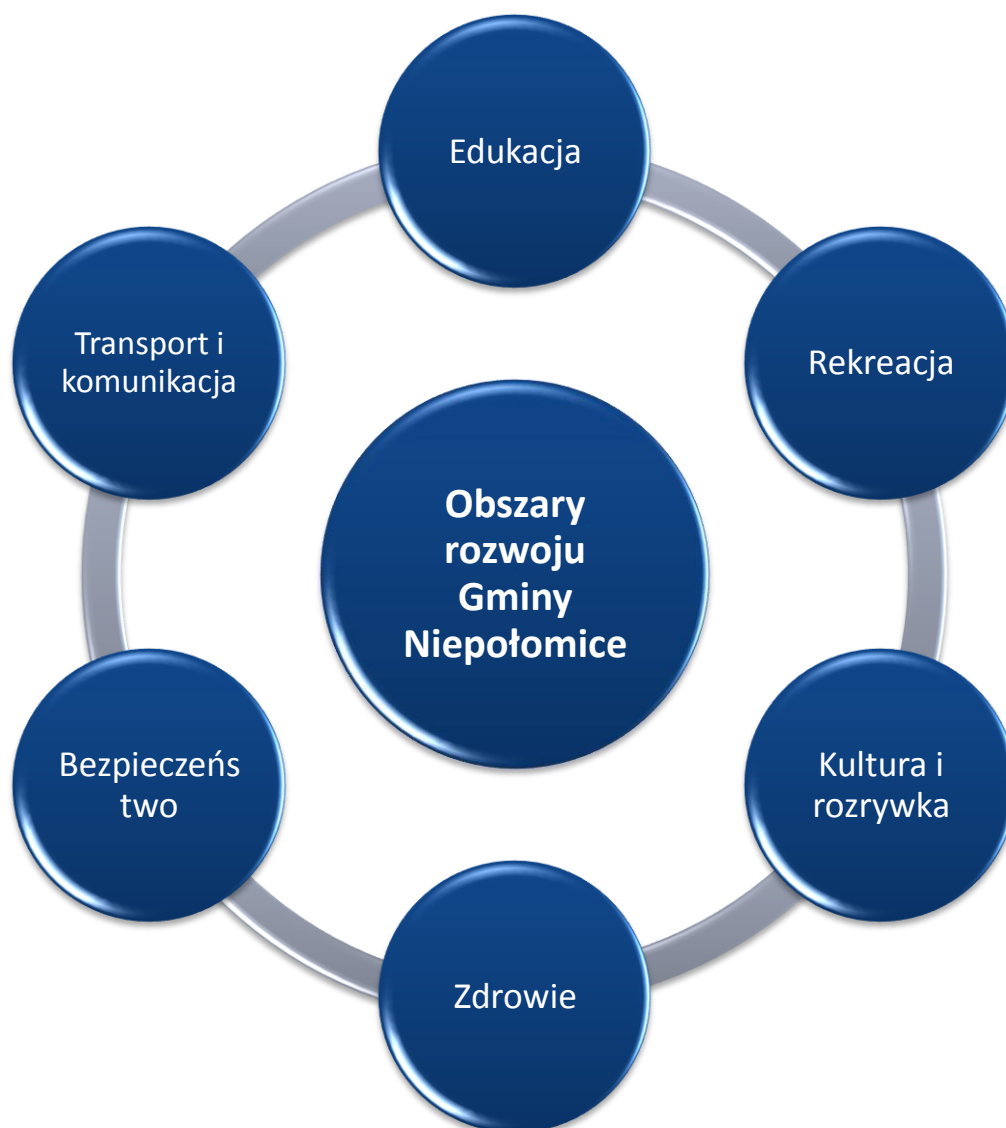 Edukacja
Rekreacja
Kultura i
rozrywka
Zdrowie
Bezpieczeńs
two
Transport i
komunikacja
Obszary
rozwoju
Gminy
Niepołomice